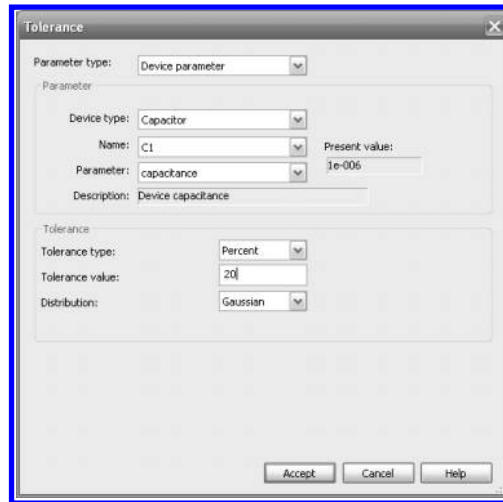 Tolerance
Parameter type: Device parameter
Parameter
Device type: Capacitor
Name: C1 Present value:
Parameter: capacitance 1e-006
Description: Device capacitance
Tolerance
Tolerance type: Percent
Tolerance value: 20
Distribution: Gaussian
Accept Cancel Help